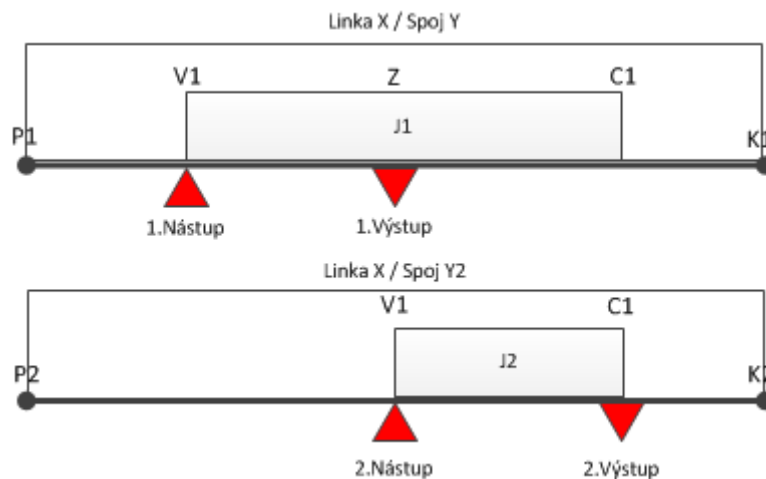 Linka X / Spoj Y
V1 Z C1
J1
P1 K1
1.Nástup 1.Výstup
Linka X / Spoj Y2
V1 C1
J2
P2 K2
2.Nástup 2.Výstup